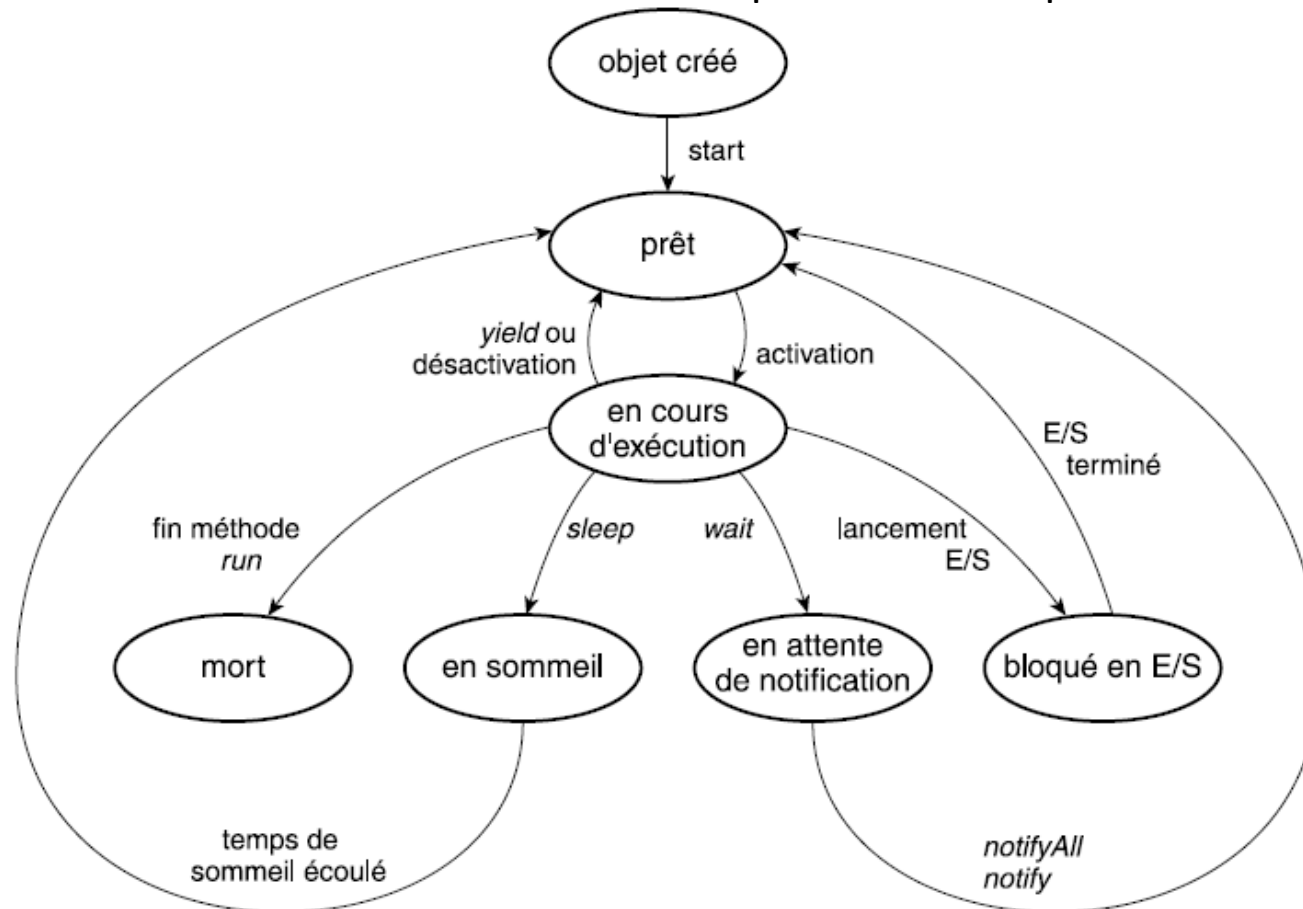 objet créé
start
prêt
yield ou
désactivation
activation
en cours
d'exécution
E/S
terminé
fin méthode
run
sleep
wait
lancement
E/S
mort
en sommeil
en attente
de notification
bloqué en E/S
temps de
sommeil écoulé
notifyAll
notify